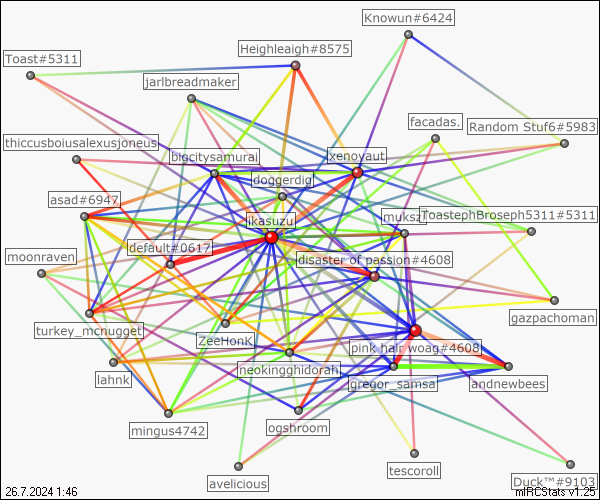 Knowun#6424
Heighleaigh#8575
Toast#5311
jarlbreadmaker
facadas.
Random Stuf6#5983
thiccusboiusalexusjoneus
bigcitysamurai
xenoyaut
doggerdig
asad#6947
ikasuzu
muksz
ToastephBroseph5311#5311
default#0617
disaster of passion#4608
moonraven
turkey_mcnugget
ZeeHonK
gazpachoman
pink hair woag#4608
lahnk
neokingghidorah
gregor_samsa
andnewbees
mingus4742
ogshroom
avelicious
tescoroll
Duck™#9103
26.7.2024 1:46
mIRCStats v1.25